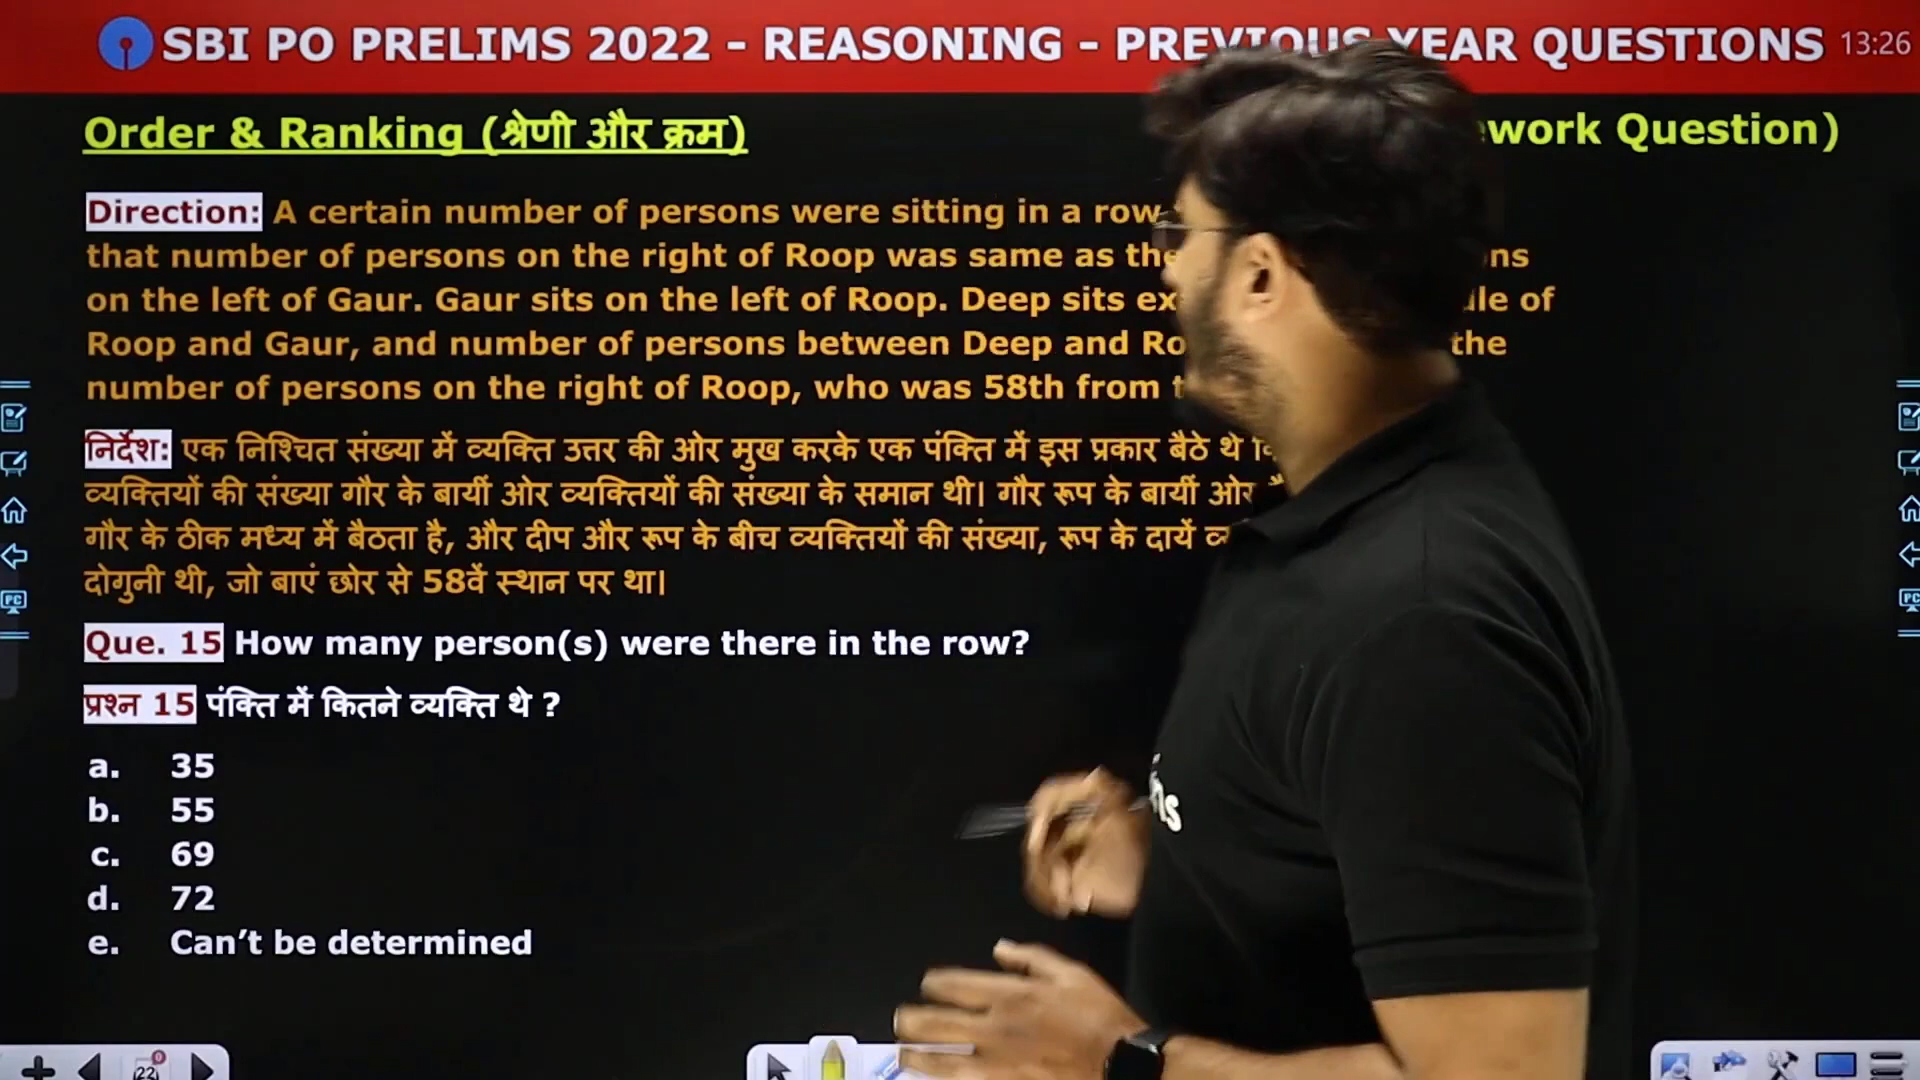 SBI PO PRELIMS 2022 - REASONING - PREVIOUS YEAR QUESTIONS 13:26
Order & Ranking (श्रेणी और क्रम)
Question)
Direction: A certain number of persons were sitting in a row
that number of persons on the right of Roop was same as the
on the left of Gaur. Gaur sits on the left of Roop. Deep sits of
Roop and Gaur, and number of persons between Deep and the
number of persons on the right of Roop, who was 58th from
निर्देश: एक निश्चित संख्या में व्यक्ति उत्तर की ओर मुख करके एक पंक्ति में इस प्रकार बैठे थे
व्यक्तियों की संख्या गौर के बायीं ओर व्यक्तियों की संख्या के समान थी। गौर रूप के बायीं ओर
गौर के ठीक मध्य में बैठता है, और दीप और रूप के बीच व्यक्तियों की संख्या, रूप के दायें
दोगुनी थी, जो बाएं छोर से 58वें स्थान पर था।
Que. 15 How many person(s) were there in the row?
प्रश्न 15 पंक्ति में कितने व्यक्ति थे ?
a. 35
b. 55
c. 69
d. 72
e. Can’t be determined
PC
PC
22
0